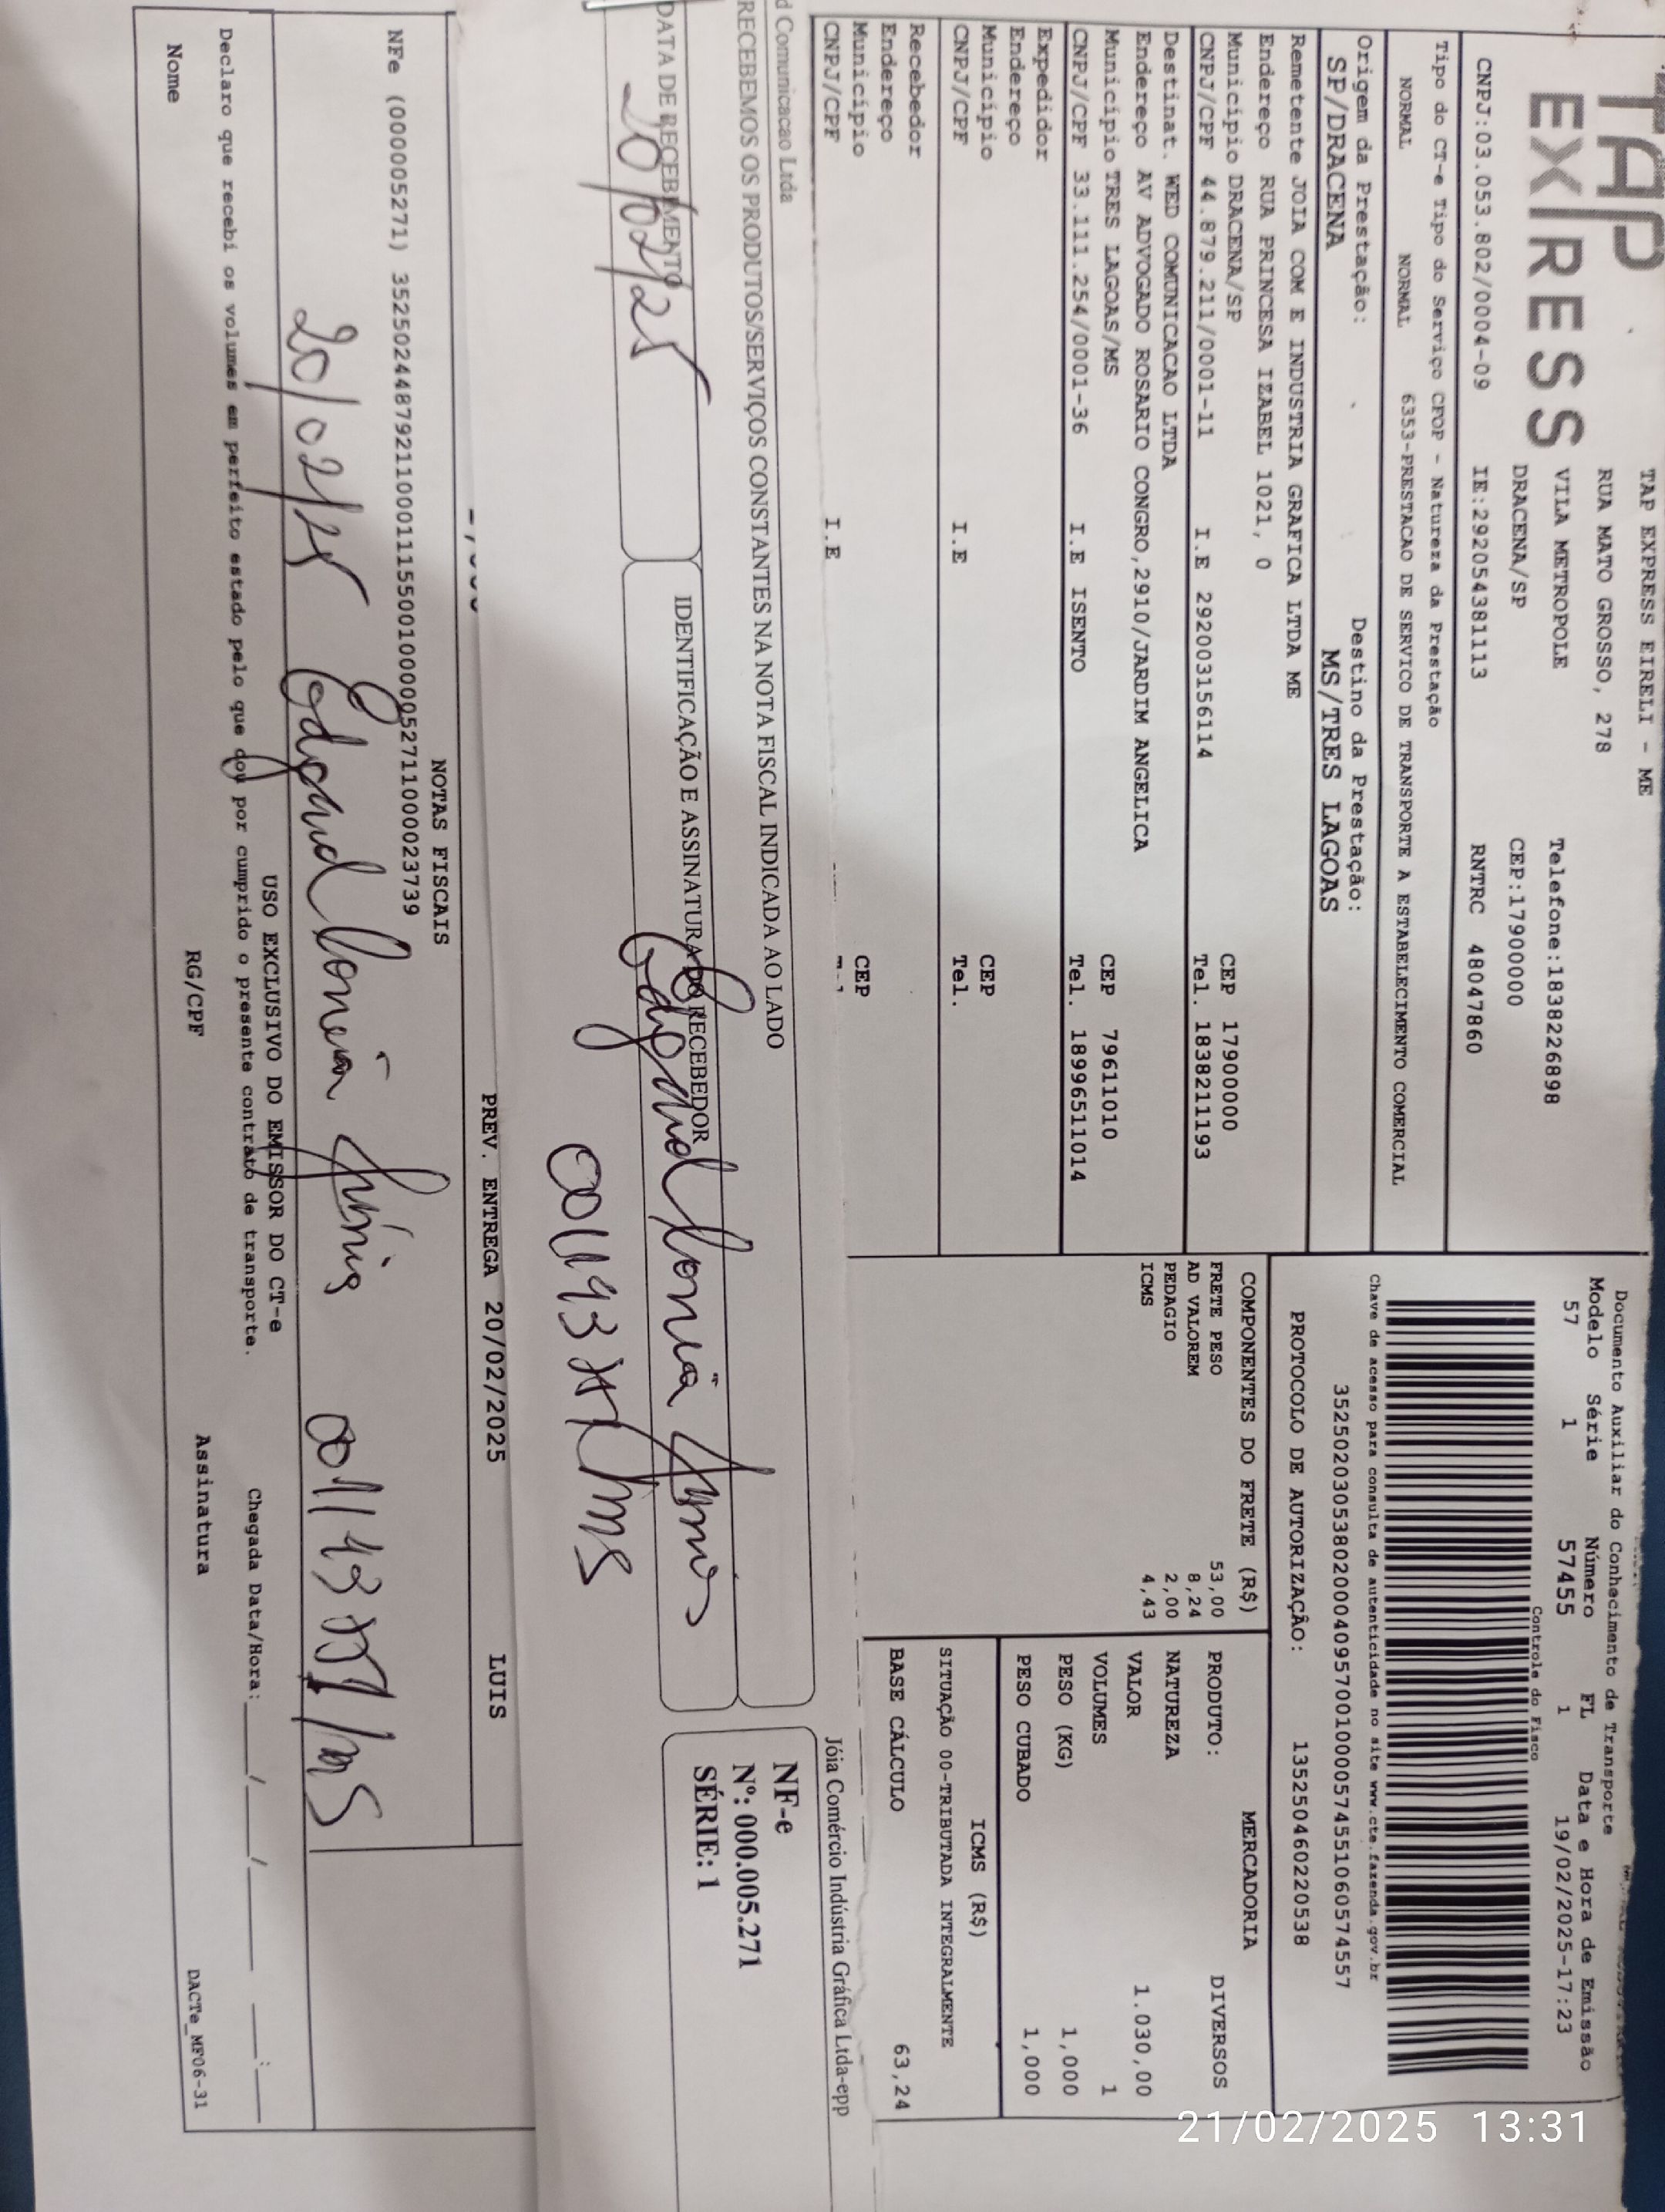 TAP
EXPRESS
TAP EXPRESS EIRELI - ME
RUA MATO GROSSO, 278
VILA METROPOLE
Telefone:1838226898
DRACENA/SP
CEP:17900000
CNPJ:03.053.802/0004-09
IE:292054381113
RNTRC 48047860
Documento Auxiliar do Conhecimento de Transporte
Modelo Série Número FL Data e Hora de Emissão
57 1 57455 1 19/02/2025-17:23
Controle do Fisco
Chave de acesso para consulta de autenticidade no site www.cte.fazenda.gov.br
35250203053802000409570010000574551060574557
PROTOCOLO DE AUTORIZAÇÃO: 135250460220538
Tipo do CT-e Tipo do Serviço CFOP - Natureza da Prestação
NORMAL NORMAL 6353-PRESTACAO DE SERVICO DE TRANSPORTE A ESTABELECIMENTO COMERCIAL
Origem da Prestação: Destino da Prestação:
SP/DRACENA MS/TRES LAGOAS
Remetente JOIA COM E INDUSTRIA GRAFICA LTDA ME
Endereço RUA PRINCESA IZABEL 1021, 0
Município DRACENA/SP CEP 17900000
CNPJ/CPF 44.879.211/0001-11 I.E 292003156114 Tel. 1838211193
Destinat. WED COMUNICACAO LTDA
Endereço AV ADVOGADO ROSARIO CONGRO,2910/JARDIM ANGELICA
Município TRES LAGOAS/MS CEP 79611010
CNPJ/CPF 33.111.254/0001-36 I.E ISENTO Tel. 18996511014
Expedidor
Endereço
Município CEP
CNPJ/CPF I.E Tel.
Recebedor
Endereço
Município CEP
CNPJ/CPF I.E
COMPONENTES DO FRETE (R$)
FRETE PESO 53,00
AD VALOREM 8,24
PEDAGIO 2,00
ICMS 4,43
MERCADORIA
PRODUTO: DIVERSOS
NATUREZA
VALOR 1.030,00
VOLUMES 1
PESO (KG) 1,000
PESO CUBADO 1,000
ICMS (R$)
SITUAÇÃO 00-TRIBUTADA INTEGRALMENTE
BASE CÁLCULO 63,24
d Comunicacao Ltda
Jóia Comércio Indústria Gráfica Ltda-epp
RECEBEMOS OS PRODUTOS/SERVIÇOS CONSTANTES NA NOTA FISCAL INDICADA AO LADO
DATA DE RECEBIMENTO
20/02/25
IDENTIFICAÇÃO E ASSINATURA DO RECEBEDOR
NF-e
Nº: 000.005.271
SÉRIE: 1
PREV. ENTREGA 20/02/2025 LUIS
NOTAS FISCAIS
NFe (000005271) 35250244879211000111550010000052711000023739
20/02/25
USO EXCLUSIVO DO EMISSOR DO CT-e
Declaro que recebi os volumes em perfeito estado pelo que dou por cumprido o presente contrato de transporte.
Chegada Data/Hora:___/___/___ __:__
Nome RG/CPF Assinatura
DACTe_MF06-31
21/02/2025 13:31